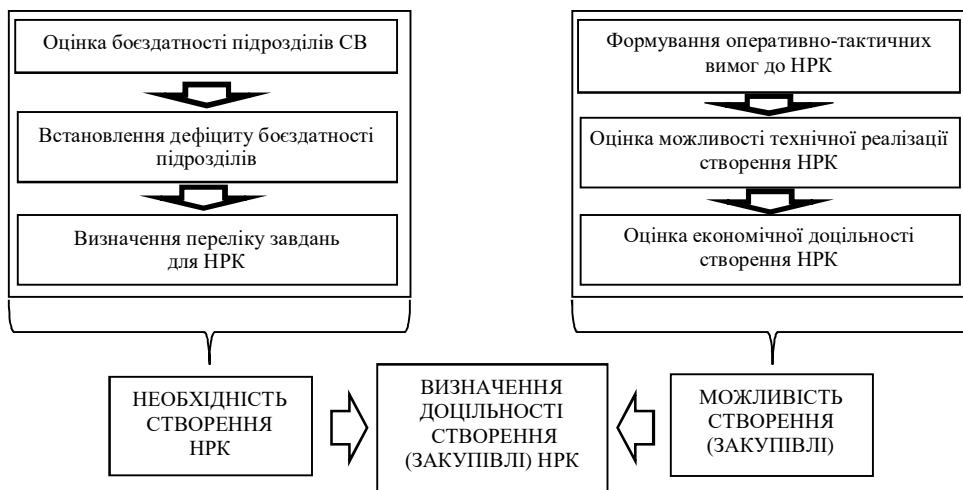 Оцінка боєздатності підрозділів СВ
Встановлення дефіциту боєздатності
підрозділів
Визначення переліку завдань
для НРК
Формування оперативно-тактичних
вимог до НРК
Оцінка можливості технічної реалізації
створення НРК
Оцінка економічної доцільності
створення НРК
НЕОБХІДНІСТЬ
СТВОРЕННЯ
НРК
ВИЗНАЧЕННЯ
ДОЦІЛЬНОСТІ
СТВОРЕННЯ
(ЗАКУПІВЛІ) НРК
МОЖЛИВІСТЬ
СТВОРЕННЯ
(ЗАКУПІВЛІ)